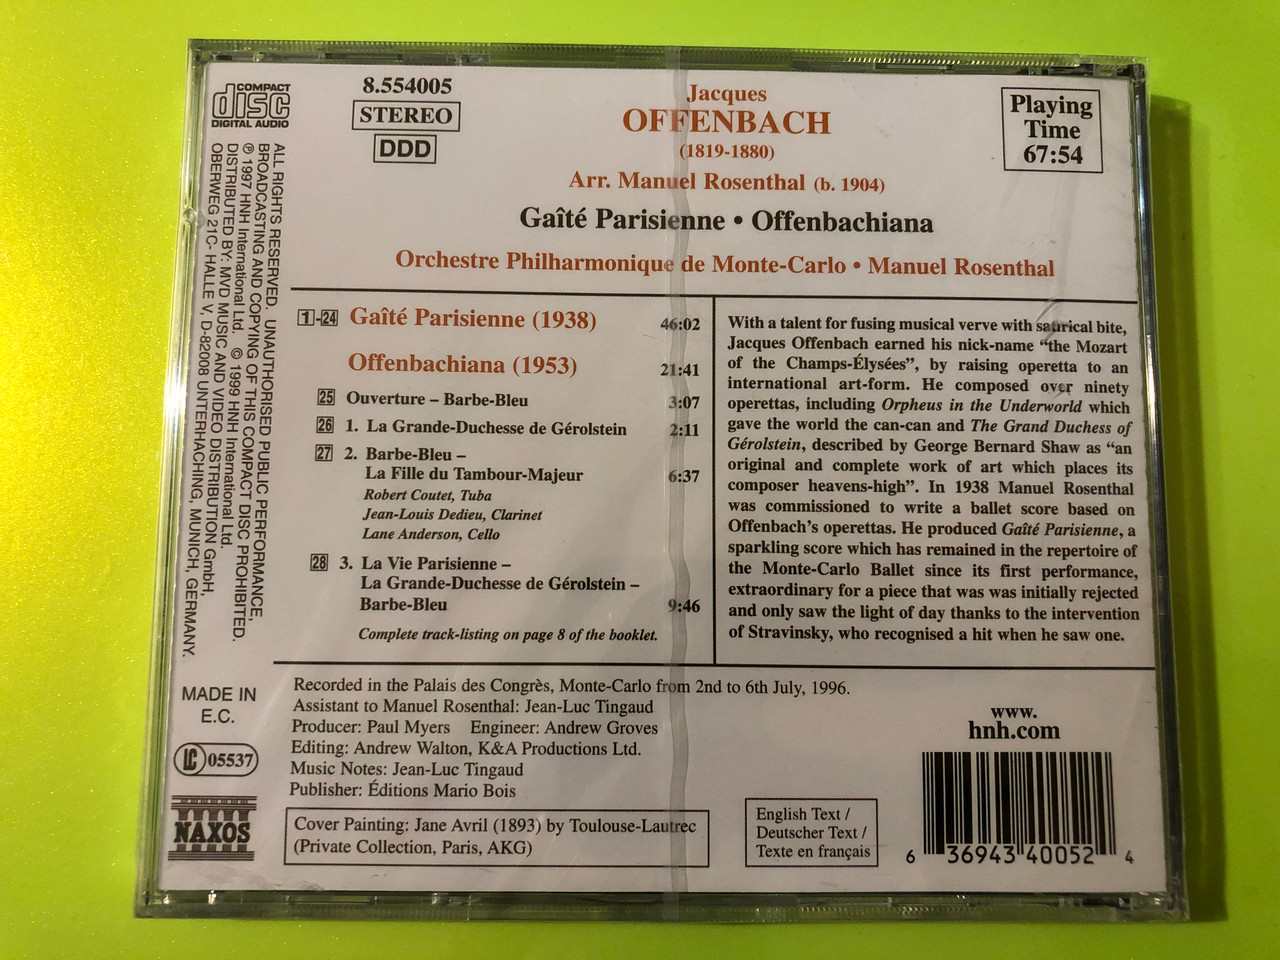 COMPACT
disc
DIGITAL AUDIO
8.554005
STEREO
DDD
Jacques
OFFENBACH
(1819-1880)
Arr. Manuel Rosenthal (b. 1904)
Gaîté Parisienne • Offenbachiana
Orchestre Philharmonique de Monte-Carlo • Manuel Rosenthal
Playing
Time
67:54
ALL RIGHTS RESERVED. UNAUTHORISED PUBLIC PERFORMANCE,
BROADCASTING AND COPYING OF THIS COMPACT DISC PROHIBITED.
℗ 1997 HNH International Ltd. © 1999 HNH International Ltd.
DISTRIBUTED BY: MVD MUSIC AND VIDEO DISTRIBUTION GmbH,
OBERWEG 21C- HALLE V, D-82008 UNTERHACHING, MUNICH, GERMANY.
1-24 Gaîté Parisienne (1938) 46:02
Offenbachiana (1953) 21:41
25 Ouverture – Barbe-Bleu 3:07
26 1. La Grande-Duchesse de Gérolstein 2:11
27 2. Barbe-Bleu –
La Fille du Tambour-Majeur 6:37
Robert Coutet, Tuba
Jean-Louis Dedieu, Clarinet
Lane Anderson, Cello
28 3. La Vie Parisienne –
La Grande-Duchesse de Gérolstein –
Barbe-Bleu 9:46
Complete track-listing on page 8 of the booklet.
With a talent for fusing musical verve with satirical bite,
Jacques Offenbach earned his nick-name “the Mozart
of the Champs-Élysées”, by raising operetta to an
international art-form. He composed over ninety
operettas, including Orpheus in the Underworld which
gave the world the can-can and The Grand Duchess of
Gérolstein, described by George Bernard Shaw as “an
original and complete work of art which places its
composer heavens-high”. In 1938 Manuel Rosenthal
was commissioned to write a ballet score based on
Offenbach’s operettas. He produced Gaîté Parisienne, a
sparkling score which has remained in the repertoire of
the Monte-Carlo Ballet since its first performance,
extraordinary for a piece that was was initially rejected
and only saw the light of day thanks to the intervention
of Stravinsky, who recognised a hit when he saw one.
MADE IN
E.C.
LC 05537
NAXOS
Recorded in the Palais des Congrès, Monte-Carlo from 2nd to 6th July, 1996.
Assistant to Manuel Rosenthal: Jean-Luc Tingaud
Producer: Paul Myers Engineer: Andrew Groves
Editing: Andrew Walton, K&A Productions Ltd.
Music Notes: Jean-Luc Tingaud
Publisher: Éditions Mario Bois
Cover Painting: Jane Avril (1893) by Toulouse-Lautrec
(Private Collection, Paris, AKG)
English Text /
Deutscher Text /
Texte en français
www.
hnh.com
6 36943 40052 4